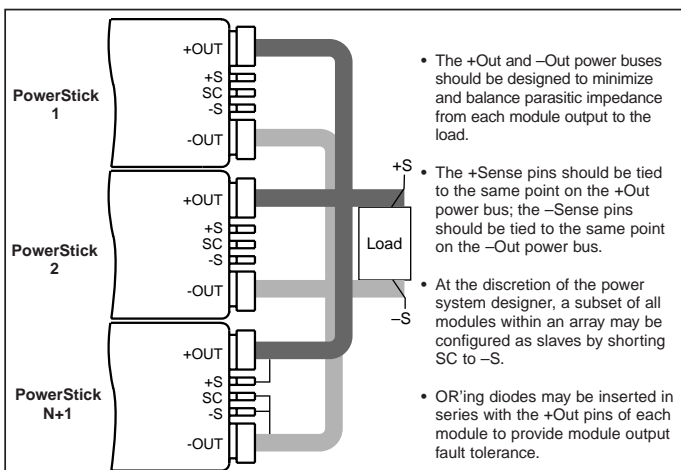 +OUT
+S
SC
-S
-OUT
PowerStick
1
+OUT
+S
SC
-S
-OUT
PowerStick
2
+OUT
+S
SC
-S
-OUT
PowerStick
N+1
+S
Load
–S
• The +Out and –Out power buses
should be designed to minimize
and balance parasitic impedance
from each module output to the
load.
• The +Sense pins should be tied
to the same point on the +Out
power bus; the –Sense pins
should be tied to the same point
on the –Out power bus.
• At the discretion of the power
system designer, a subset of all
modules within an array may be
configured as slaves by shorting
SC to –S.
• OR'ing diodes may be inserted in
series with the +Out pins of each
module to provide module output
fault tolerance.